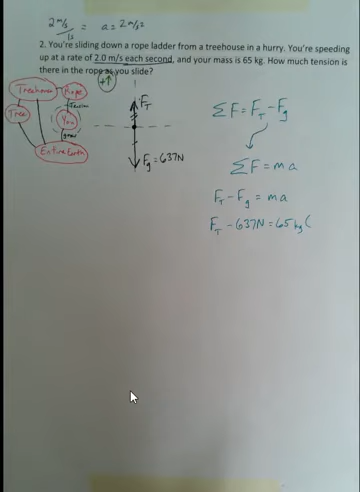 2 m/s / 1s = a = 2 m/s²
2. You're sliding down a rope ladder from a treehouse in a hurry. You're speeding
up at a rate of 2.0 m/s each second, and your mass is 65 kg. How much tension is
there in the rope as you slide?
+↑
Treehouse
Rope
Tension
Tree
You
grav
Entire Earth
F_T
F_g = 637N
ΣF = F_T - F_g
ΣF = ma
F_T - F_g = ma
F_T - 637N = 65 kg (